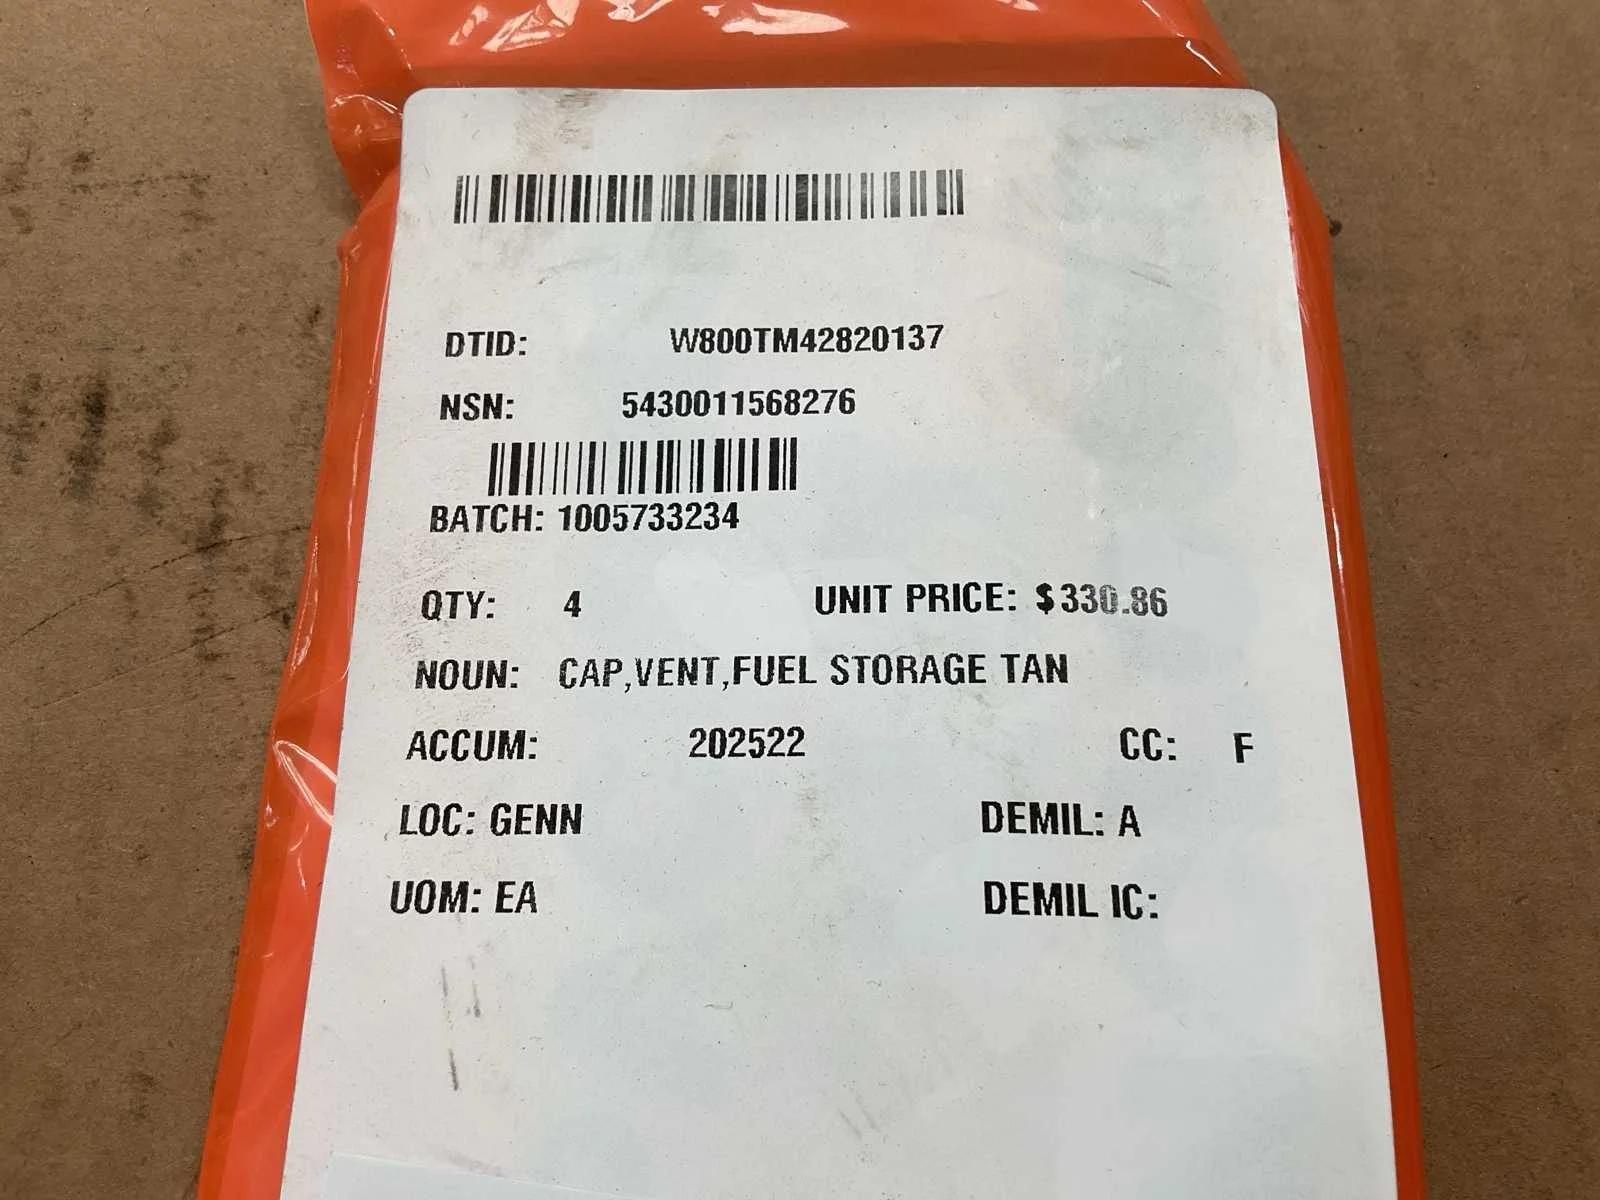 DTID: W800TM42820137
NSN: 5430011568276
BATCH: 1005733234
QTY: 4 UNIT PRICE: $330.86
NOUN: CAP,VENT,FUEL STORAGE TAN
ACCUM: 202522 CC: F
LOC: GENN DEMIL: A
UOM: EA DEMIL IC: